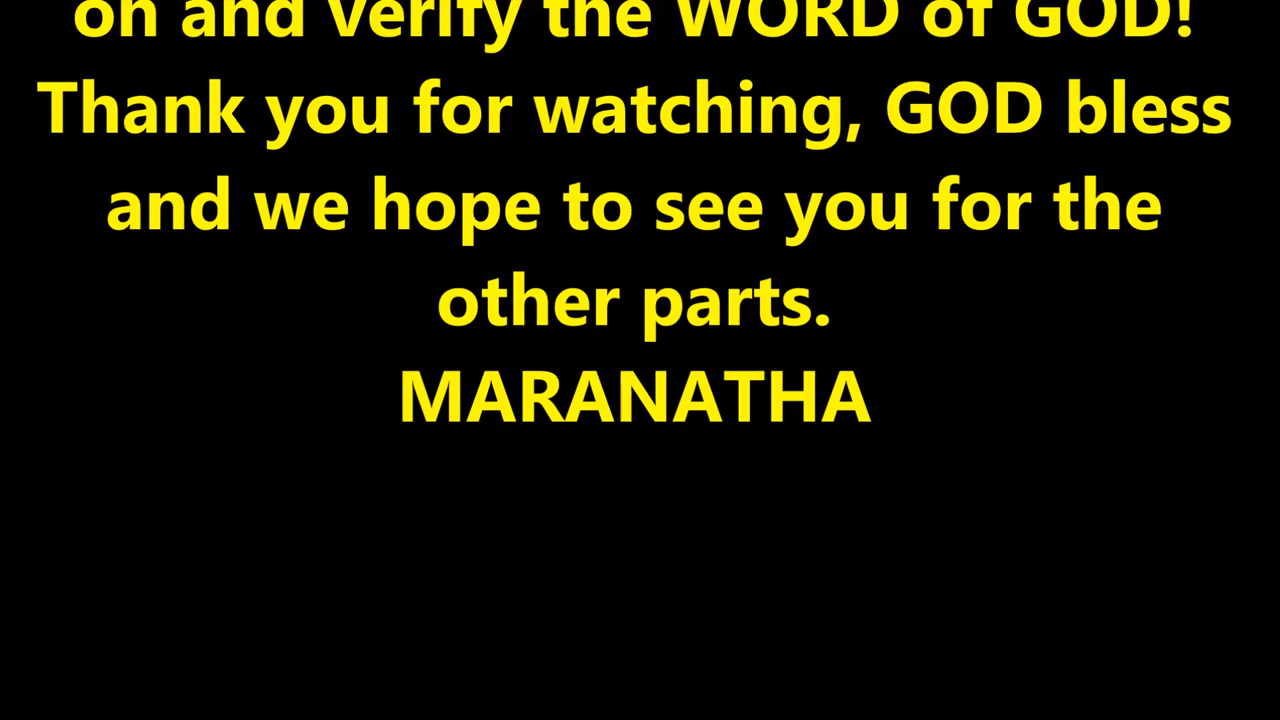 on and verify the WORD of GOD!
Thank you for watching, GOD bless
and we hope to see you for the
other parts.
MARANATHA